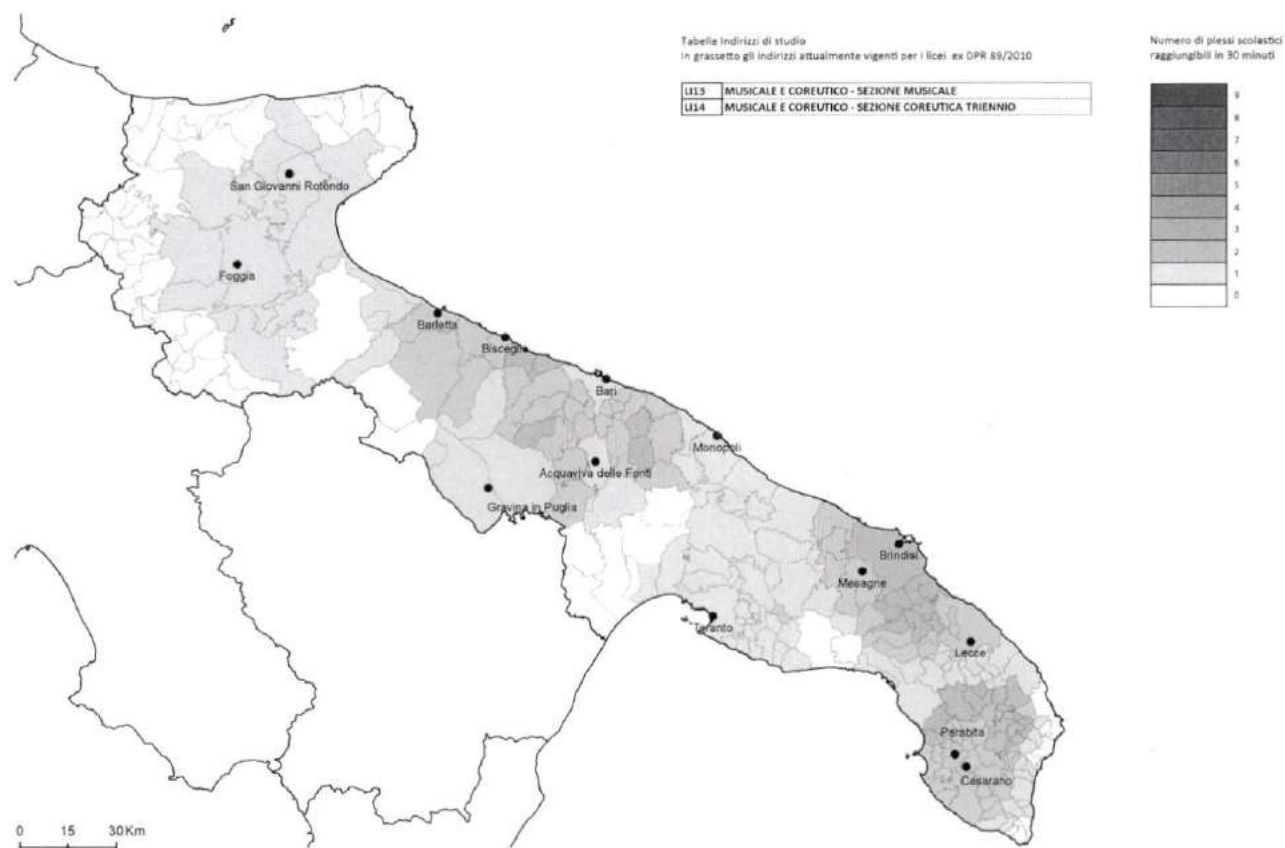 Tabelle Indirizzi di studio
In grassetto gli indirizzi attualmente vigenti per i licei ex DPR 89/2010
LI13 MUSICALE E COREUTICO - SEZIONE MUSICALE
LI14 MUSICALE E COREUTICO - SEZIONE COREUTICA TRIENNIO
Numero di plessi scolastici
raggiungibili in 30 minuti
9
8
7
6
5
4
3
2
1
0
San Giovanni Rotondo
Foggia
Barletta
Bisceglie
Bari
Monopoli
Acquaviva delle Fonti
Gravina in Puglia
Brindisi
Mesagne
Taranto
Lecce
Parabita
Casarano
0 15 30 Km